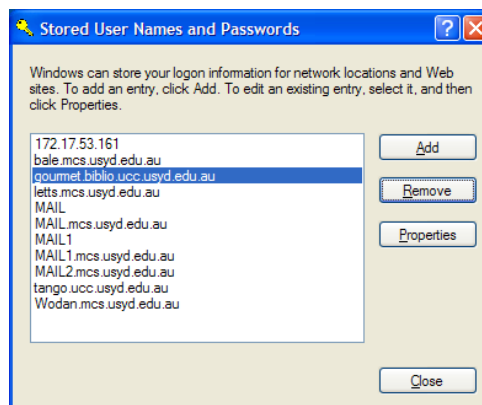 Stored User Names and Passwords
Windows can store your logon information for network locations and Web
sites. To add an entry, click Add. To edit an existing entry, select it, and then
click Properties.
172.17.53.161
bale.mcs.usyd.edu.au
gourmet.biblio.ucc.usyd.edu.au
letts.mcs.usyd.edu.au
MAIL
MAIL.mcs.usyd.edu.au
MAIL1
MAIL1.mcs.usyd.edu.au
MAIL2.mcs.usyd.edu.au
tango.ucc.usyd.edu.au
Wodan.mcs.usyd.edu.au
Add
Remove
Properties
Close